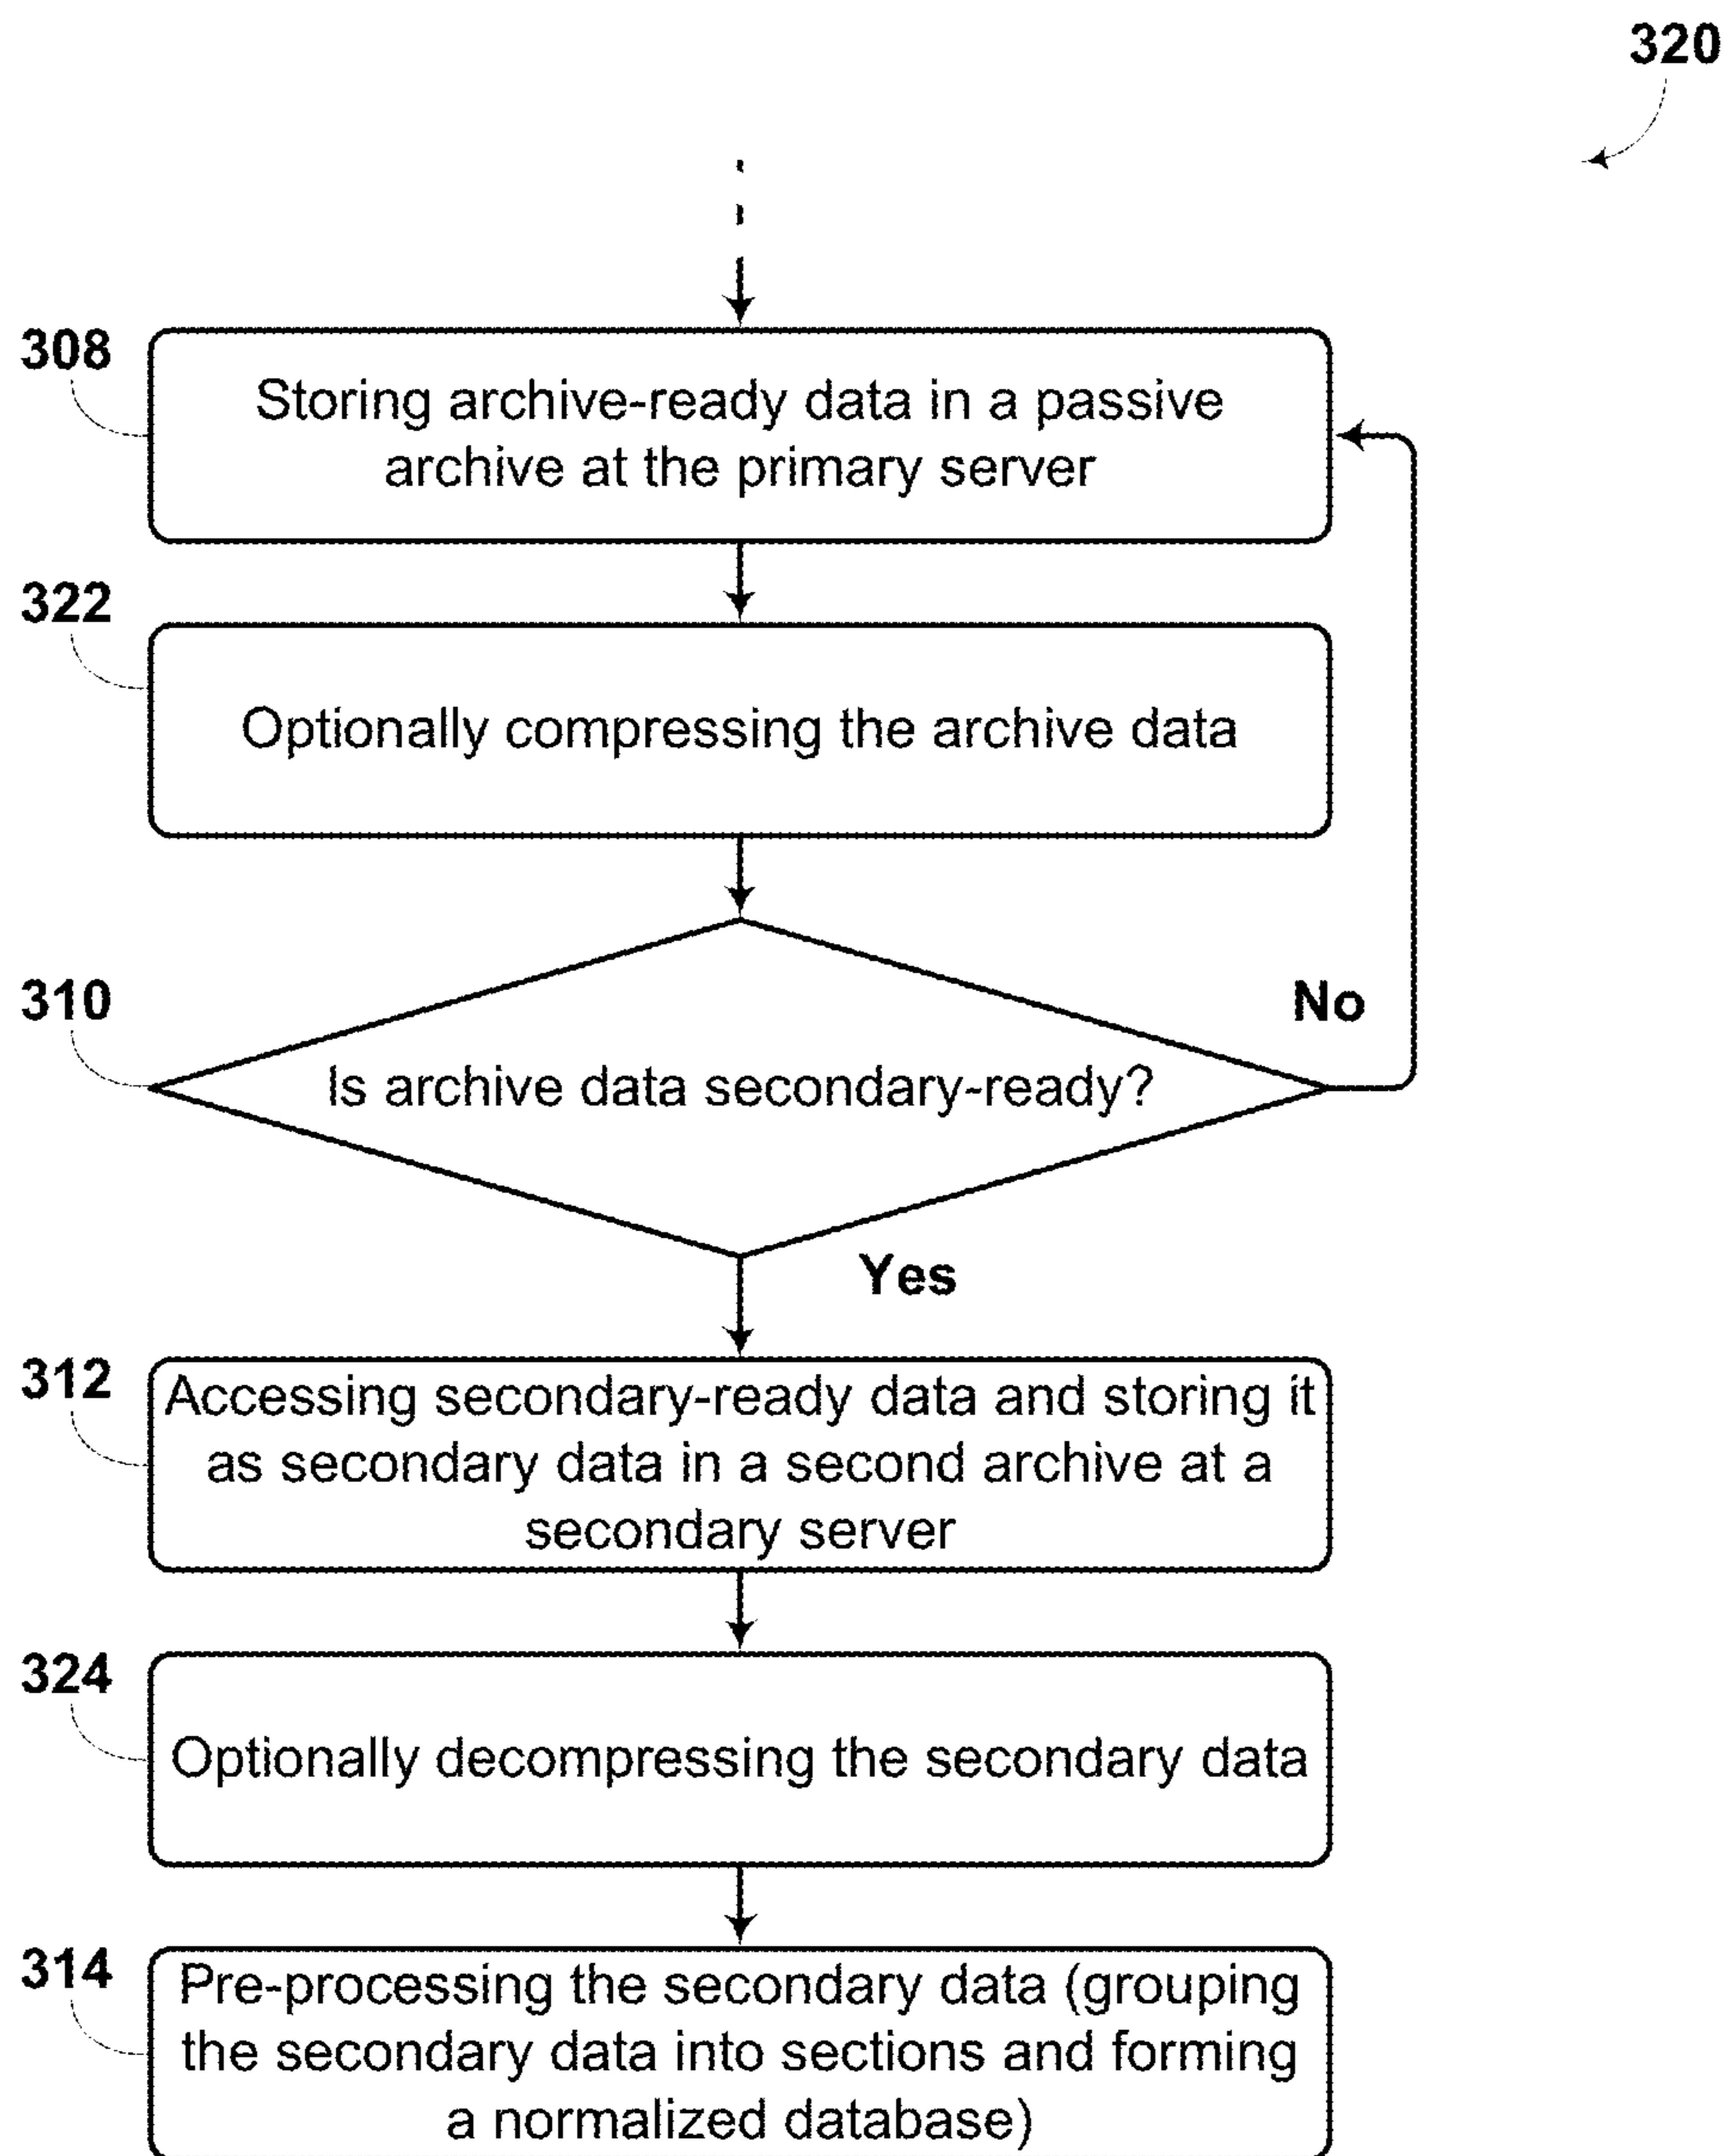 320
308
Storing archive-ready data in a passive
archive at the primary server
322
Optionally compressing the archive data
310
No
Is archive data secondary-ready?
Yes
312
Accessing secondary-ready data and storing it
as secondary data in a second archive at a
secondary server
324
Optionally decompressing the secondary data
314
Pre-processing the secondary data (grouping
the secondary data into sections and forming
a normalized database)